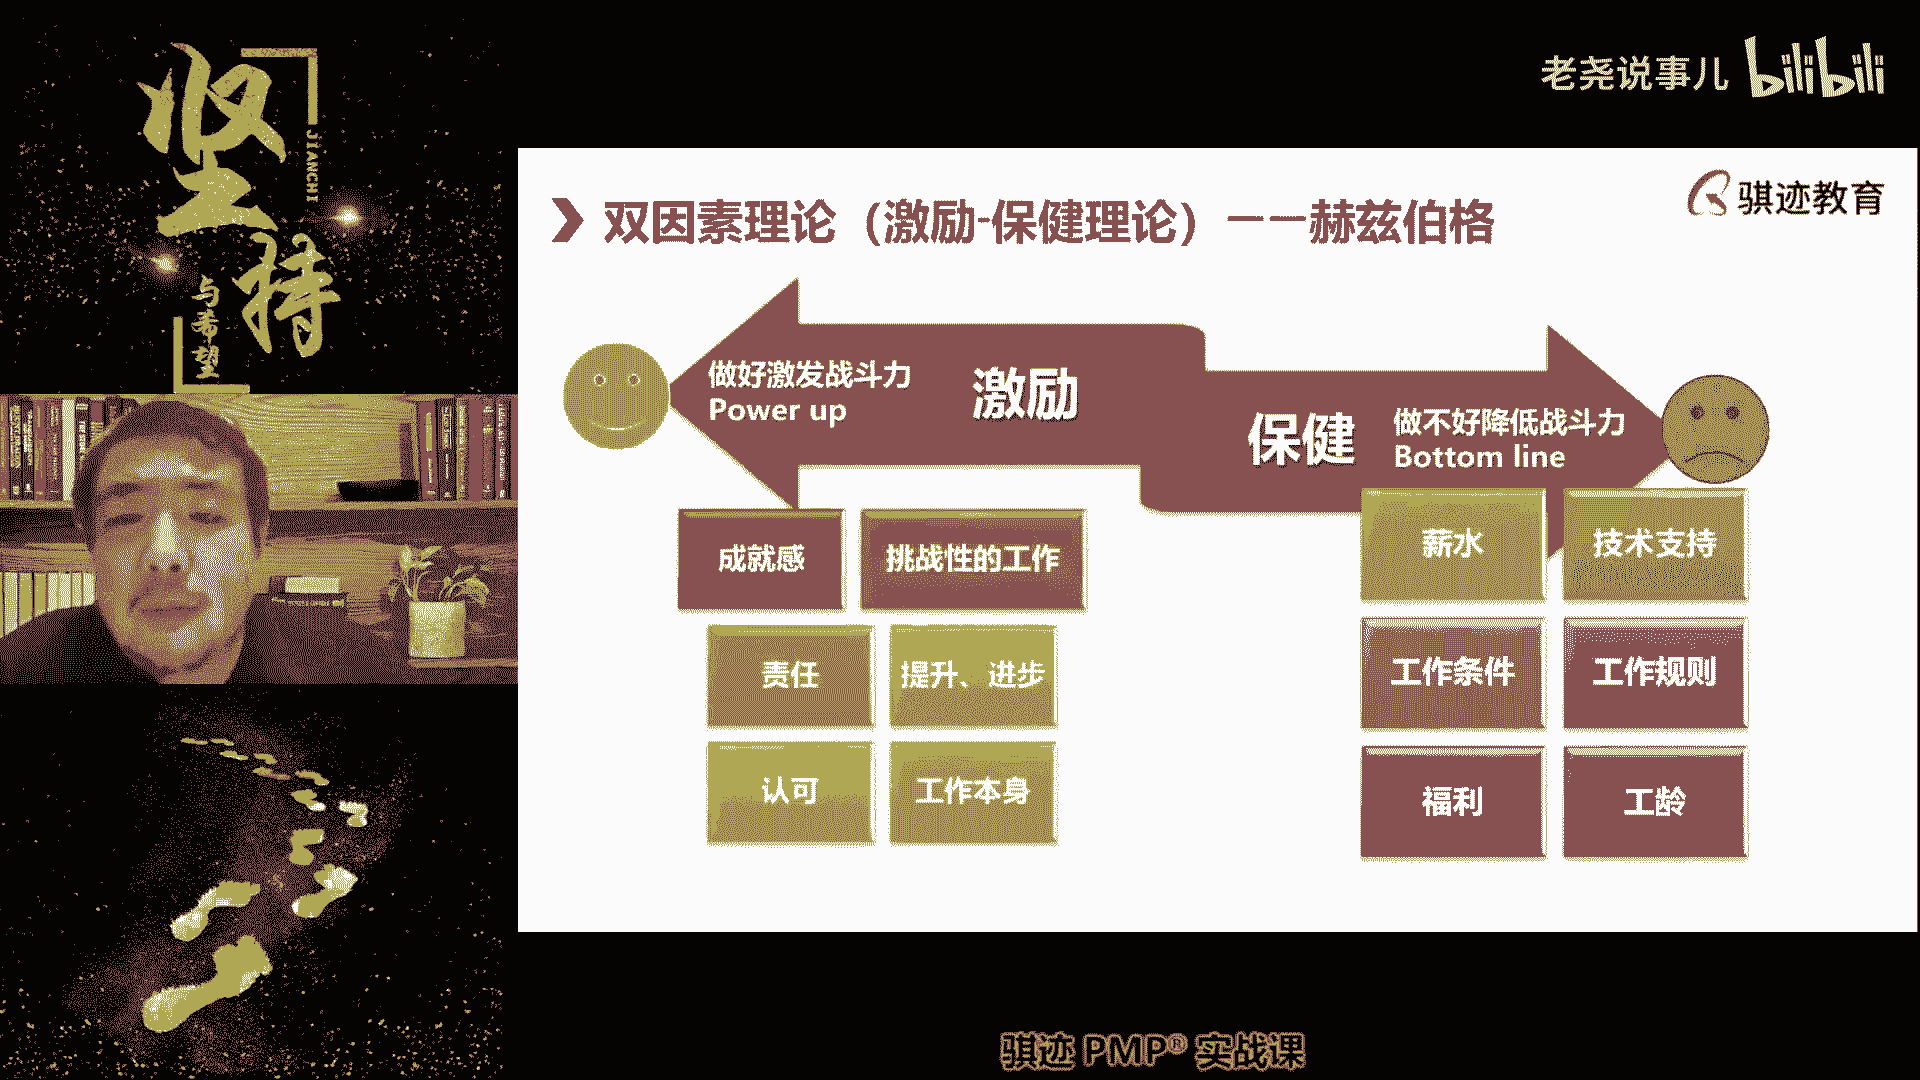 坚持
JIANCHI
与希望
老尧说事儿 bilibili
骐迹教育
双因素理论（激励-保健理论）——赫兹伯格
做好激发战斗力
Power up
激励
保健
做不好降低战斗力
Bottom line
成就感
挑战性的工作
责任
提升、进步
认可
工作本身
薪水
技术支持
工作条件
工作规则
福利
工龄
骐迹 PMP® 实战课